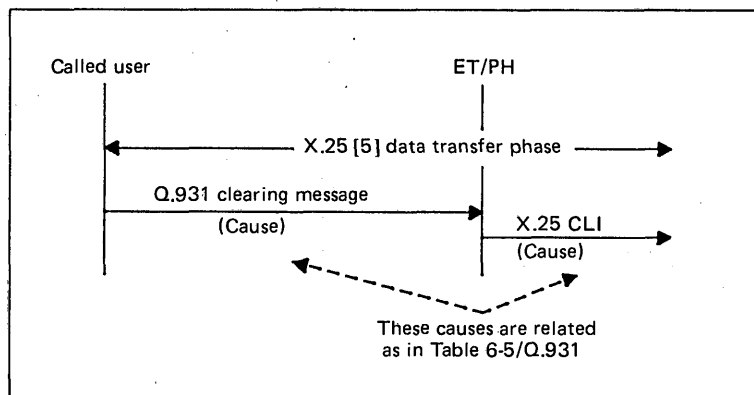 Called user
ET/PH
X.25 [5] data transfer phase
Q.931 clearing message
(Cause)
X.25 CLI
(Cause)
These causes are related
as in Table 6-5/Q.931